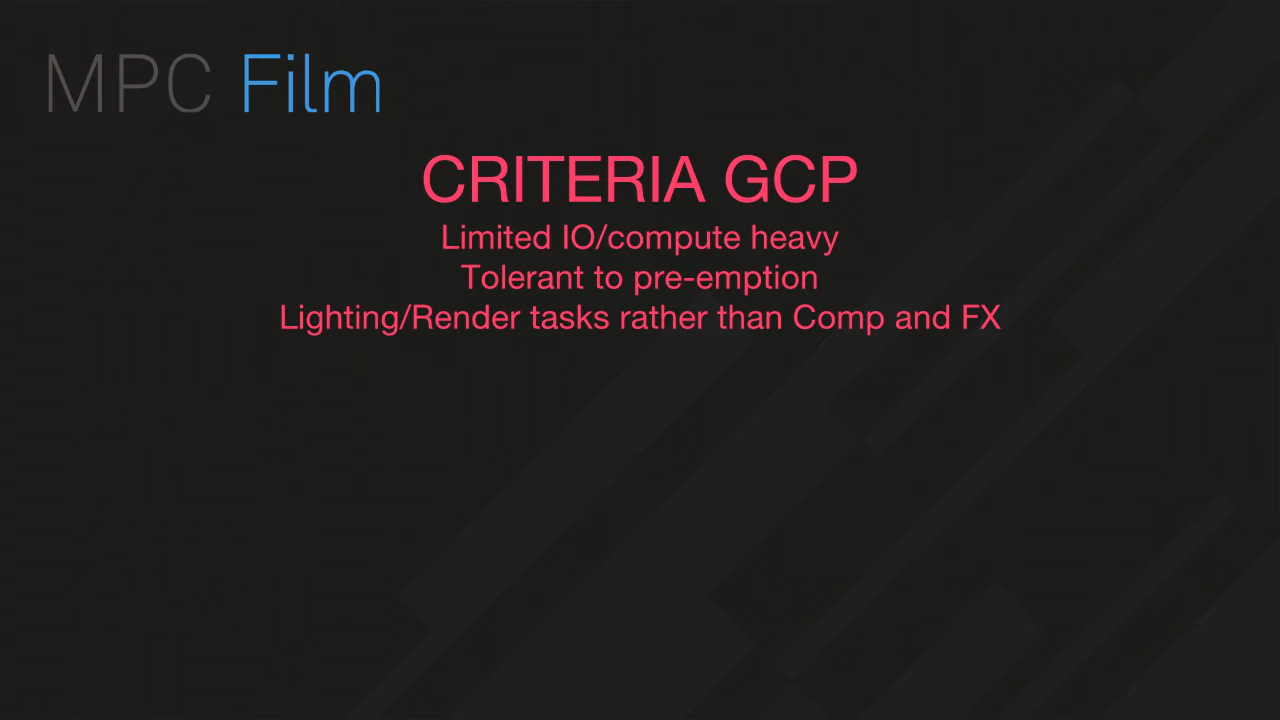 MPC Film
CRITERIA GCP
Limited IO/compute heavy
Tolerant to pre-emption
Lighting/Render tasks rather than Comp and FX